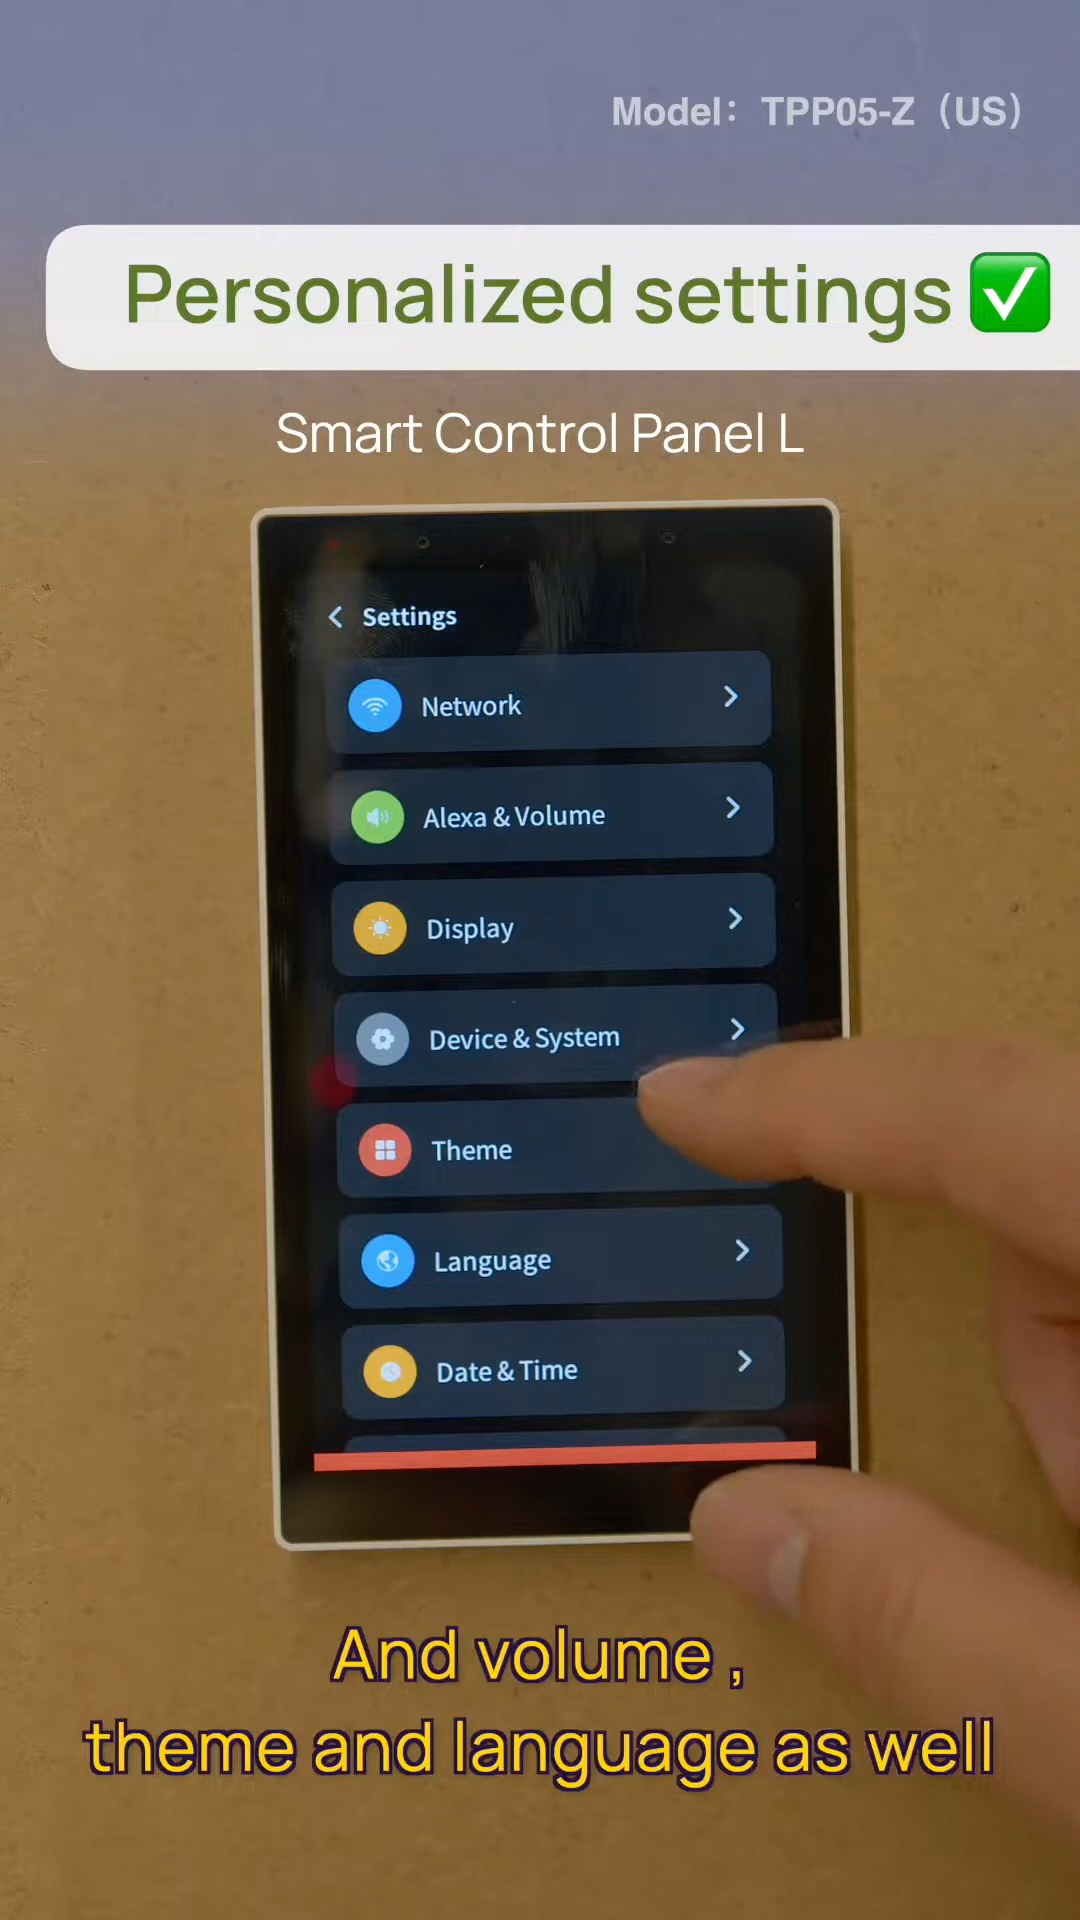 Model: TPP05-Z (US)
Personalized settings ✅
Smart Control Panel L
Settings
Network
Alexa & Volume
Display
Device & System
Theme
Language
Date & Time
And volume ,
theme and language as well